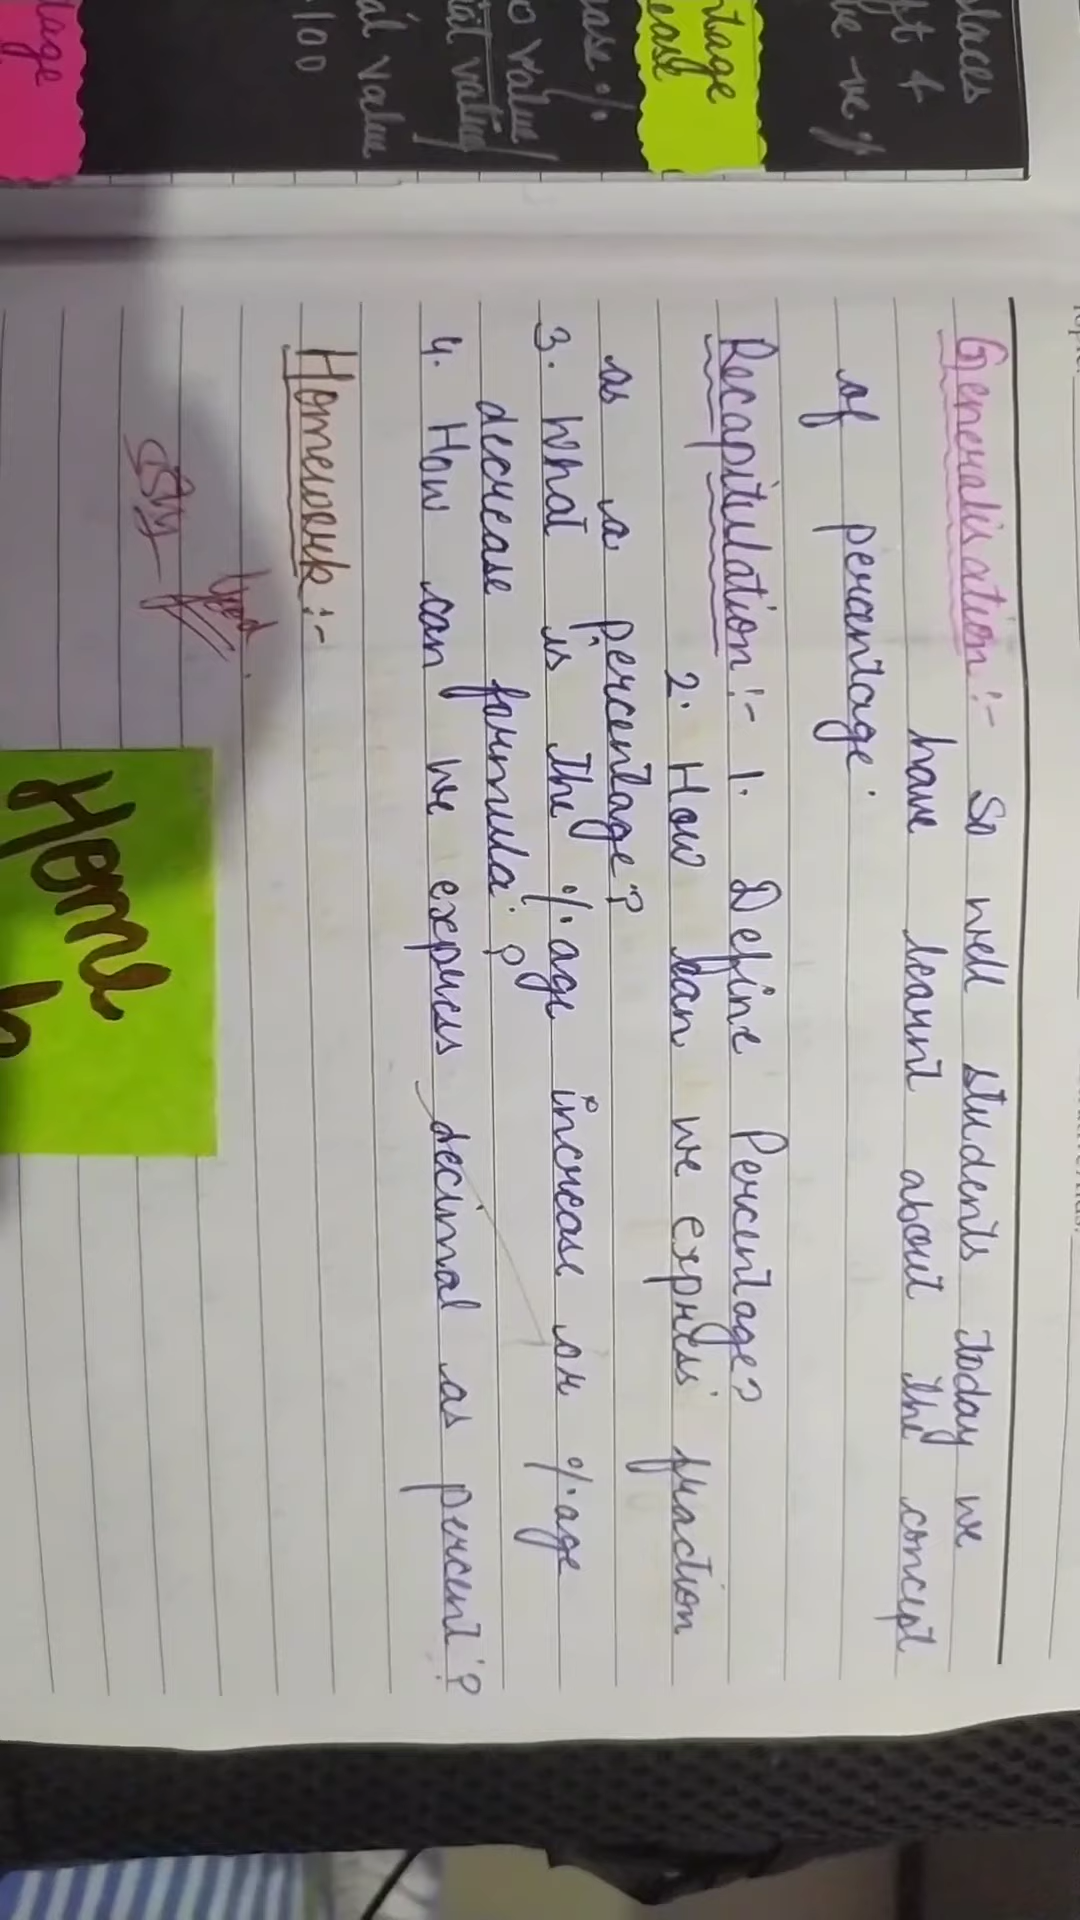 Generalisation :- So well students today we
have learnt about the concept
of percentage.
Recapitulation :- 1. Define Percentage?
2. How can we express fraction
as a percentage?
3. What is the %age increase or %age
decrease formula?
4. How can we express decimal as percent?
Homework :-
Home